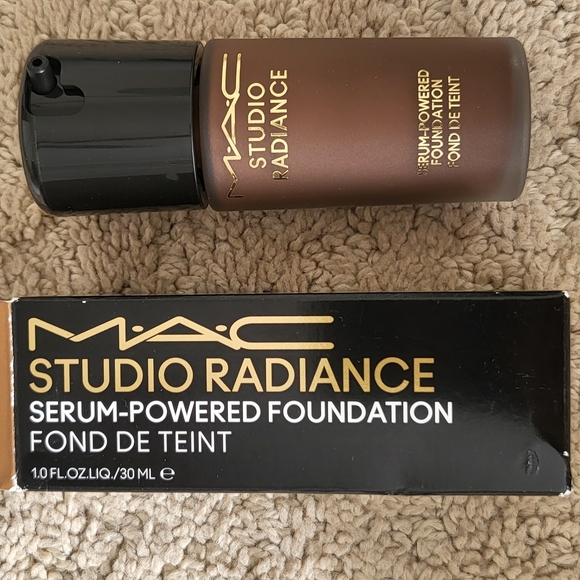 M·A·C
STUDIO
RADIANCE
SERUM-POWERED
FOUNDATION
FOND DE TEINT
M·A·C
STUDIO RADIANCE
SERUM-POWERED FOUNDATION
FOND DE TEINT
1.0 FL.OZ.LIQ./30 ML ℮